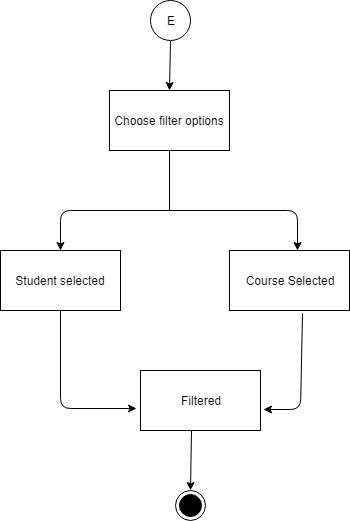 E
Choose filter options
Student selected
Course Selected
Filtered